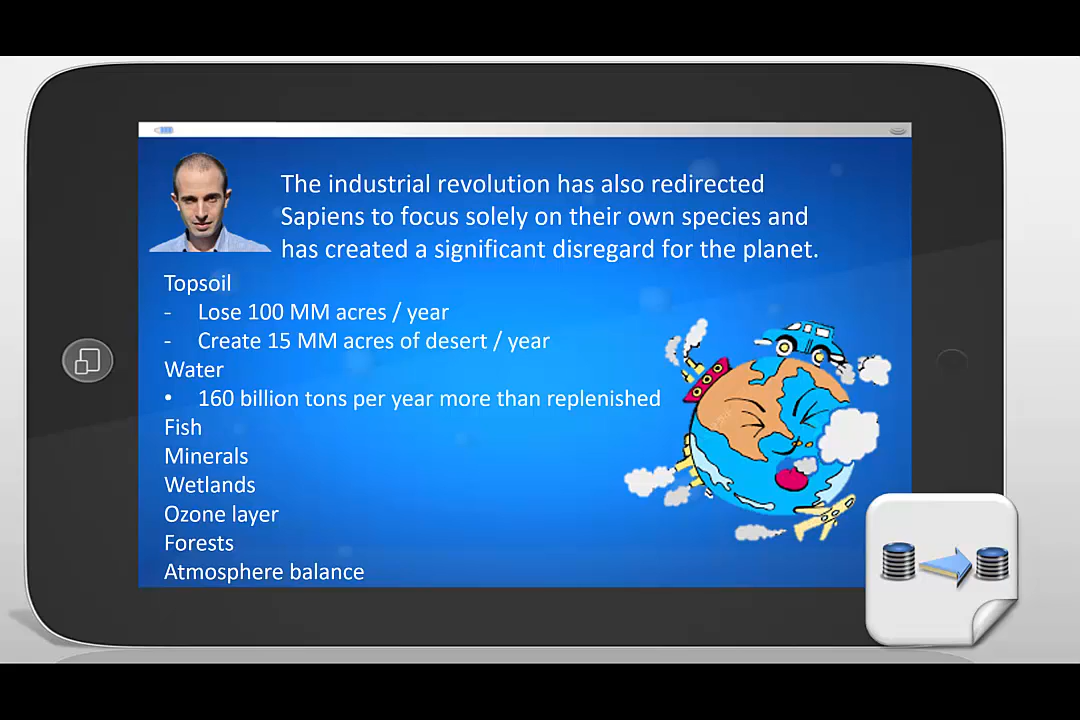 The industrial revolution has also redirected
Sapiens to focus solely on their own species and
has created a significant disregard for the planet.
Topsoil
- Lose 100 MM acres / year
- Create 15 MM acres of desert / year
Water
• 160 billion tons per year more than replenished
Fish
Minerals
Wetlands
Ozone layer
Forests
Atmosphere balance